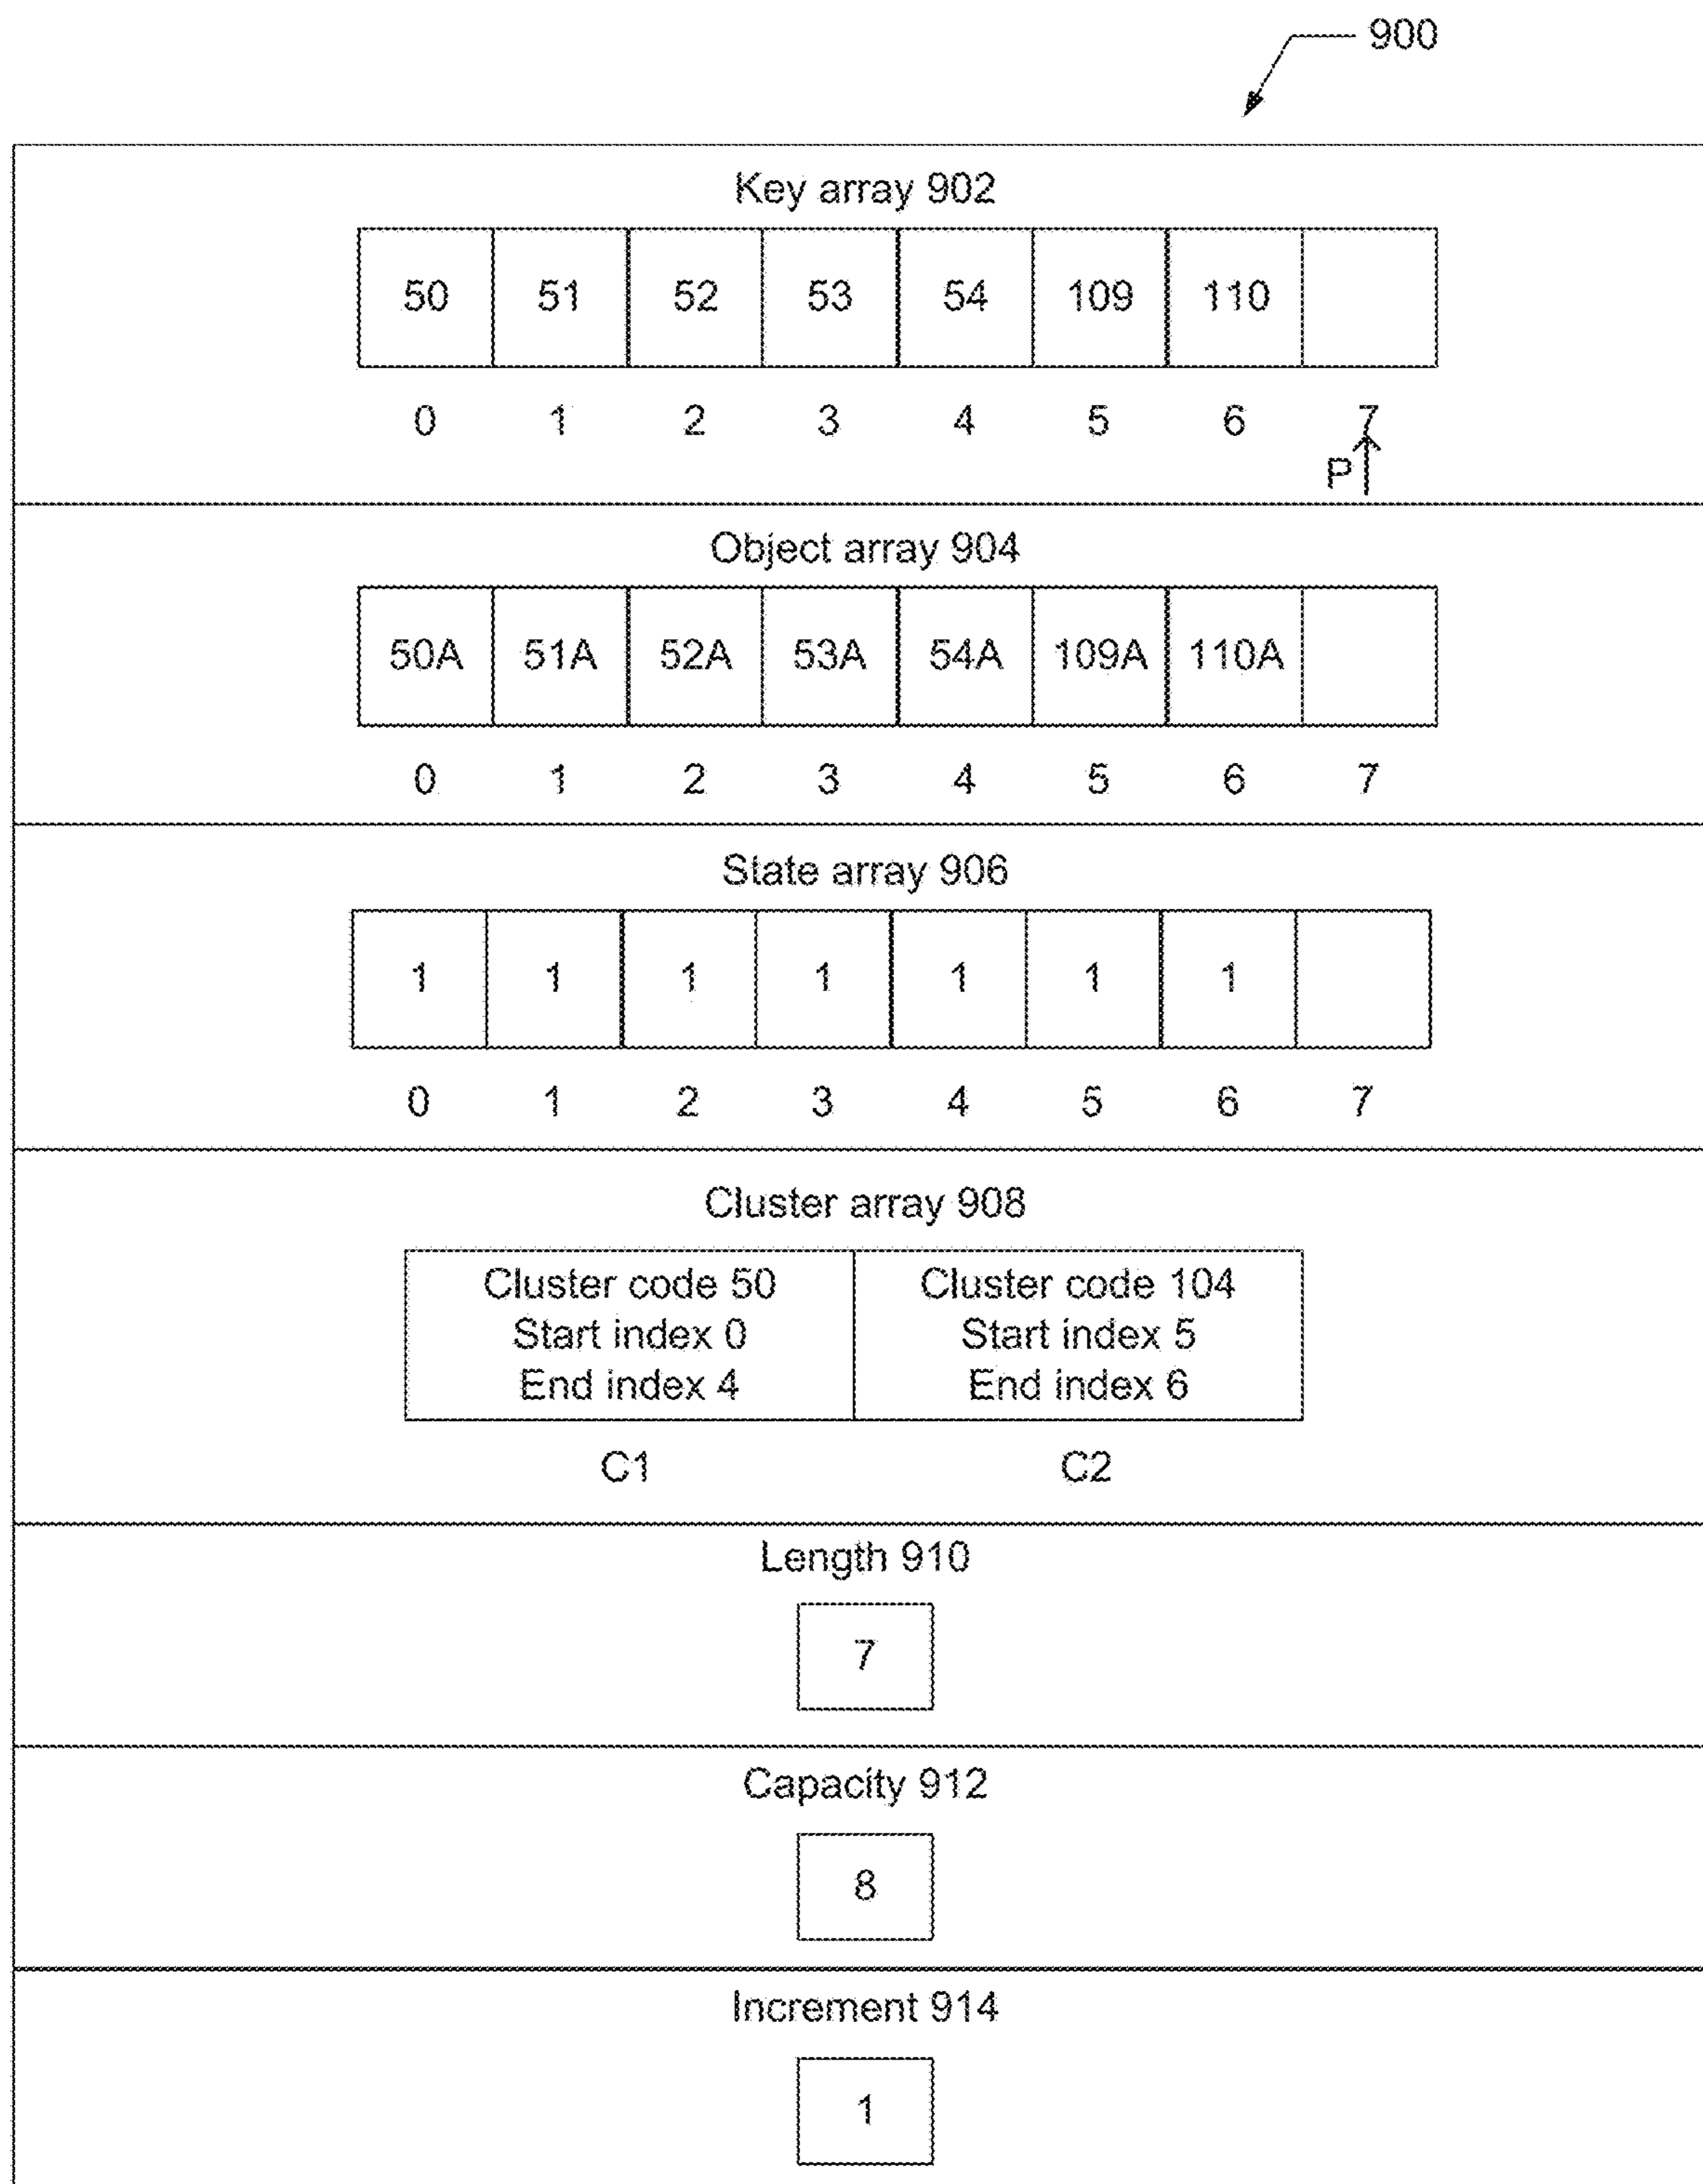 900
Key array 902
50 51 52 53 54 109 110
0 1 2 3 4 5 6 7
P
Object array 904
50A 51A 52A 53A 54A 109A 110A
0 1 2 3 4 5 6 7
State array 906
1 1 1 1 1 1 1
0 1 2 3 4 5 6 7
Cluster array 908
Cluster code 50 Cluster code 104
Start index 0 Start index 5
End index 4 End index 6
C1 C2
Length 910
7
Capacity 912
8
Increment 914
1